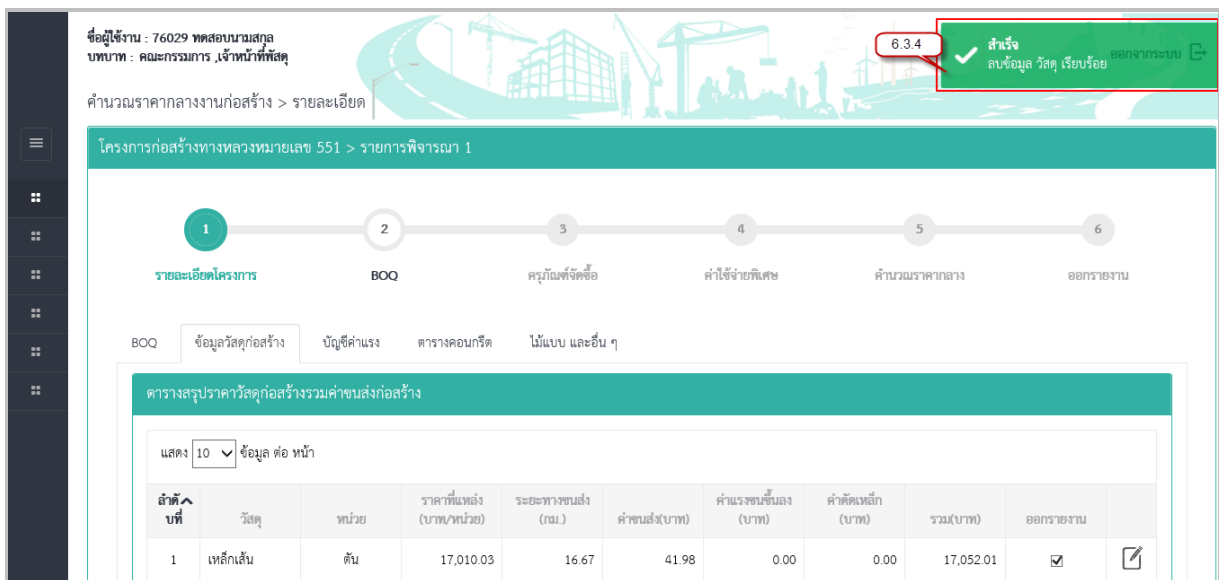 ชื่อผู้ใช้งาน : 76029 ทดสอบนามสกุล
บทบาท : คณะกรรมการ ,เจ้าหน้าที่พัสดุ
6.3.4
สำเร็จ
ลบข้อมูล วัสดุ เรียบร้อย
ออกจากระบบ
คำนวณราคากลางงานก่อสร้าง > รายละเอียด
โครงการก่อสร้างทางหลวงหมายเลข 551 > รายการพิจารณา 1
1 2 3 4 5 6
รายละเอียดโครงการ BOQ ครุภัณฑ์จัดซื้อ ค่าใช้จ่ายพิเศษ คำนวณราคากลาง ออกรายงาน
BOQ ข้อมูลวัสดุก่อสร้าง บัญชีค่าแรง ตารางคอนกรีต ไม้แบบ และอื่น ๆ
ตารางสรุปราคาวัสดุก่อสร้างรวมค่าขนส่งก่อสร้าง
แสดง 10 ข้อมูล ต่อ หน้า
ลำดั ราคาที่แหล่ง ระยะทางขนส่ง ค่าแรงขนขึ้นลง ค่าตัดเหล็ก
บที่ วัสดุ หน่วย (บาท/หน่วย) (กม.) ค่าขนส่ง(บาท) (บาท) (บาท) รวม(บาท) ออกรายงาน
1 เหล็กเส้น ตัน 17,010.03 16.67 41.98 0.00 0.00 17,052.01